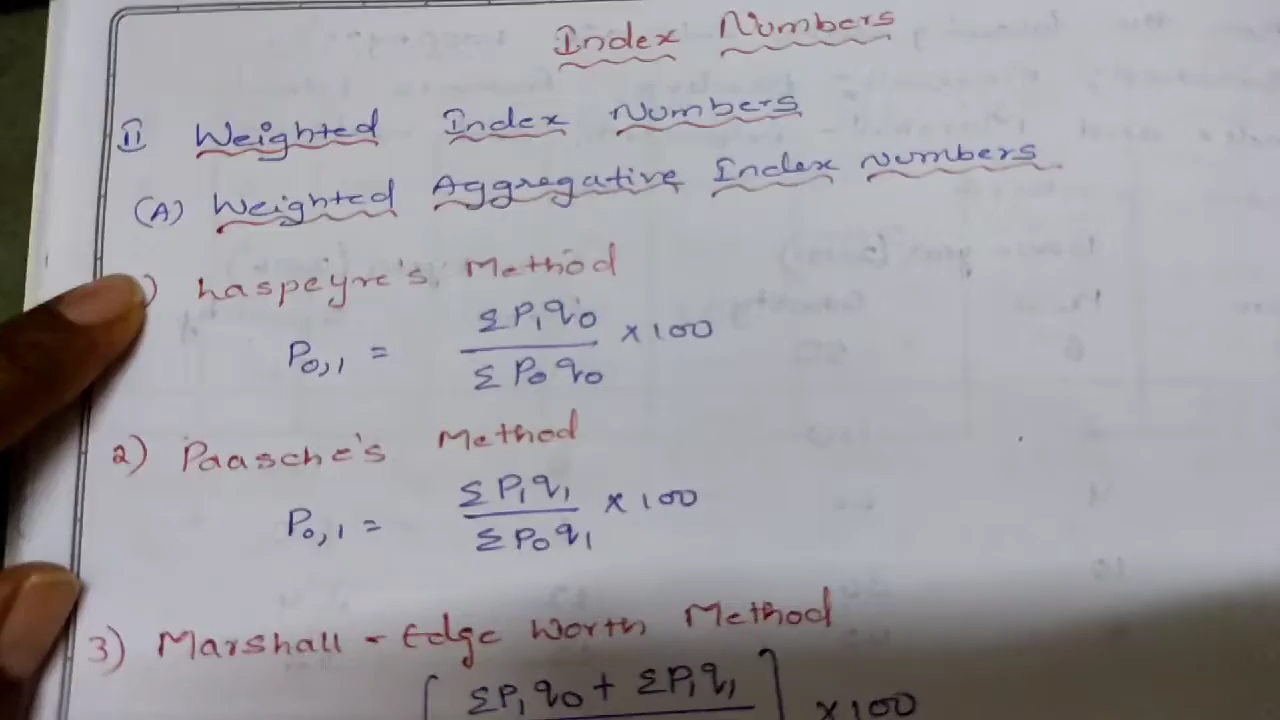 Index Numbers
II Weighted Index Numbers
(A) Weighted Aggregative Index Numbers
) Laspeyre's Method
P0,1 = ΣP1q0 / ΣP0q0 × 100
2) Paasche's Method
P0,1 = ΣP1q1 / ΣP0q1 × 100
3) Marshall - Edge Worth Method
[ ΣP1q0 + ΣP1q1 ] × 100